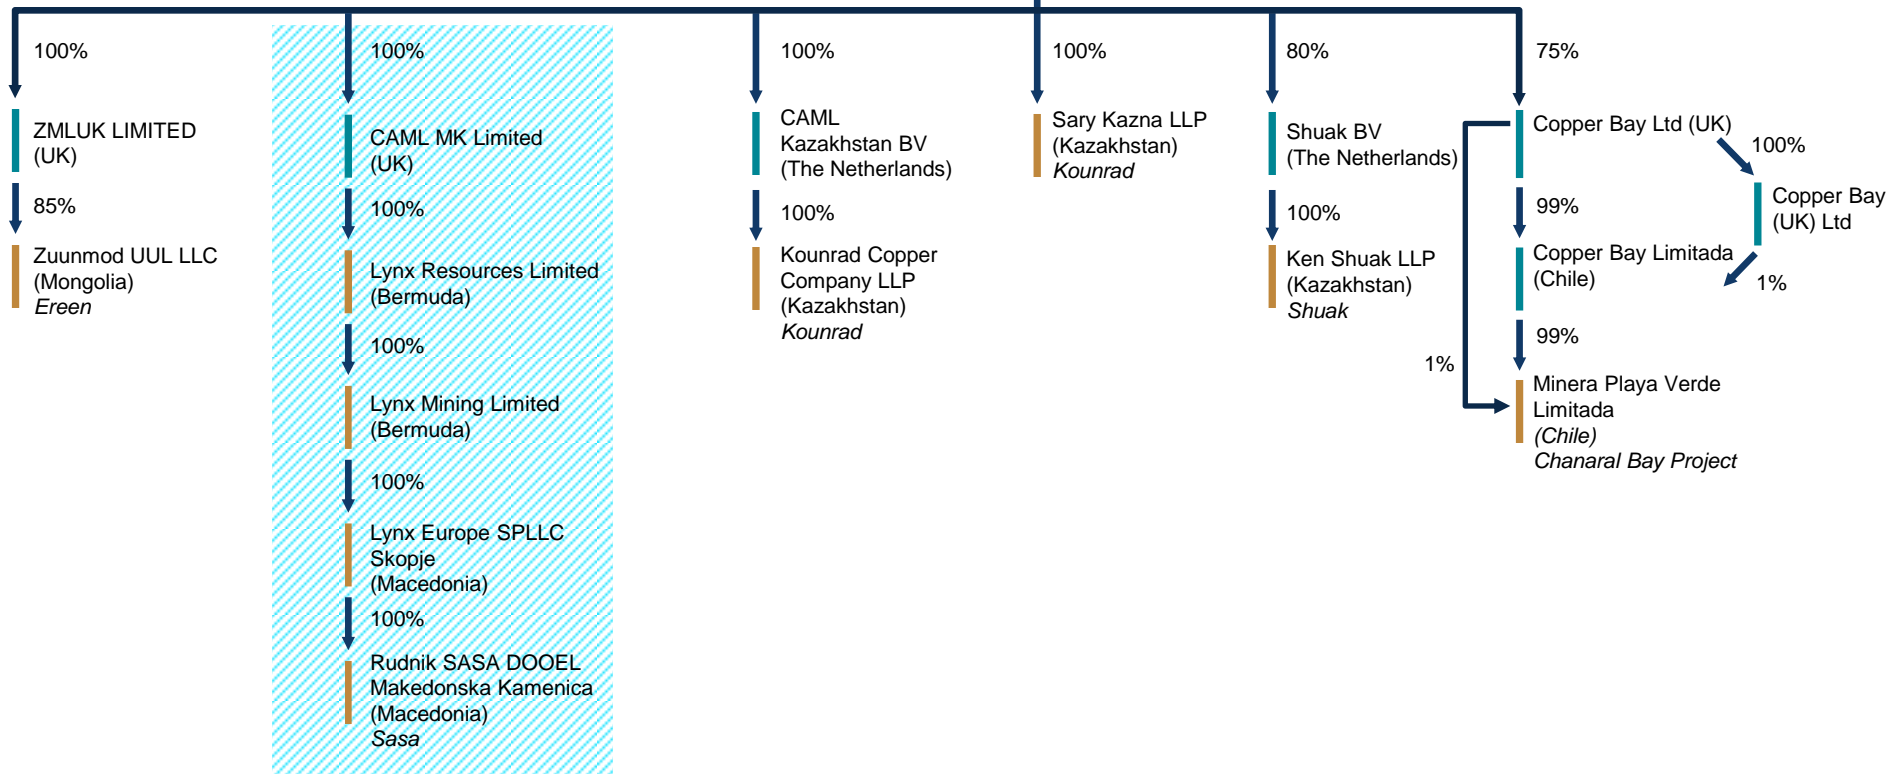 100%
ZMLUK LIMITED
(UK)
85%
Zuunmod UUL LLC
(Mongolia)
Ereen
100%
CAML MK Limited
(UK)
100%
Lynx Resources Limited
(Bermuda)
100%
Lynx Mining Limited
(Bermuda)
100%
Lynx Europe SPLLC
Skopje
(Macedonia)
100%
Rudnik SASA DOOEL
Makedonska Kamenica
(Macedonia)
Sasa
100%
CAML
Kazakhstan BV
(The Netherlands)
100%
Kounrad Copper
Company LLP
(Kazakhstan)
Kounrad
100%
Sary Kazna LLP
(Kazakhstan)
Kounrad
80%
Shuak BV
(The Netherlands)
100%
Ken Shuak LLP
(Kazakhstan)
Shuak
75%
Copper Bay Ltd (UK)
100%
Copper Bay
(UK) Ltd
1%
99%
Copper Bay Limitada
(Chile)
99%
1%
Minera Playa Verde
Limitada
(Chile)
Chanaral Bay Project